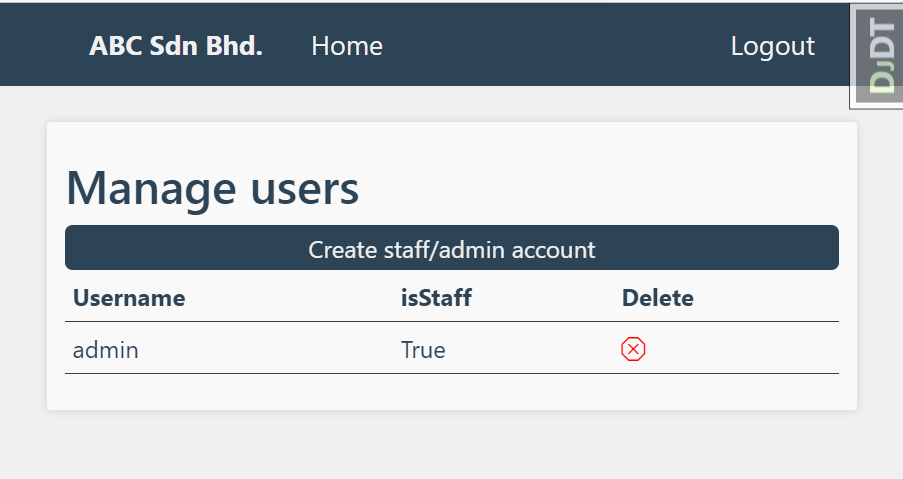 ABC Sdn Bhd. Home Logout
DJDT
Manage users
Create staff/admin account
Username isStaff Delete
admin True